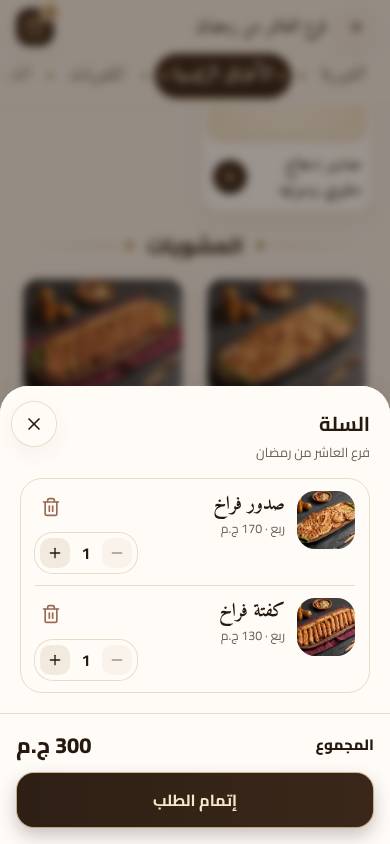 المشويات
السلة
فرع العاشر من رمضان
صدور فراخ
ربع · 170 ج.م
1
كفتة فراخ
ربع · 130 ج.م
1
المجموع
300 ج.م
إتمام الطلب